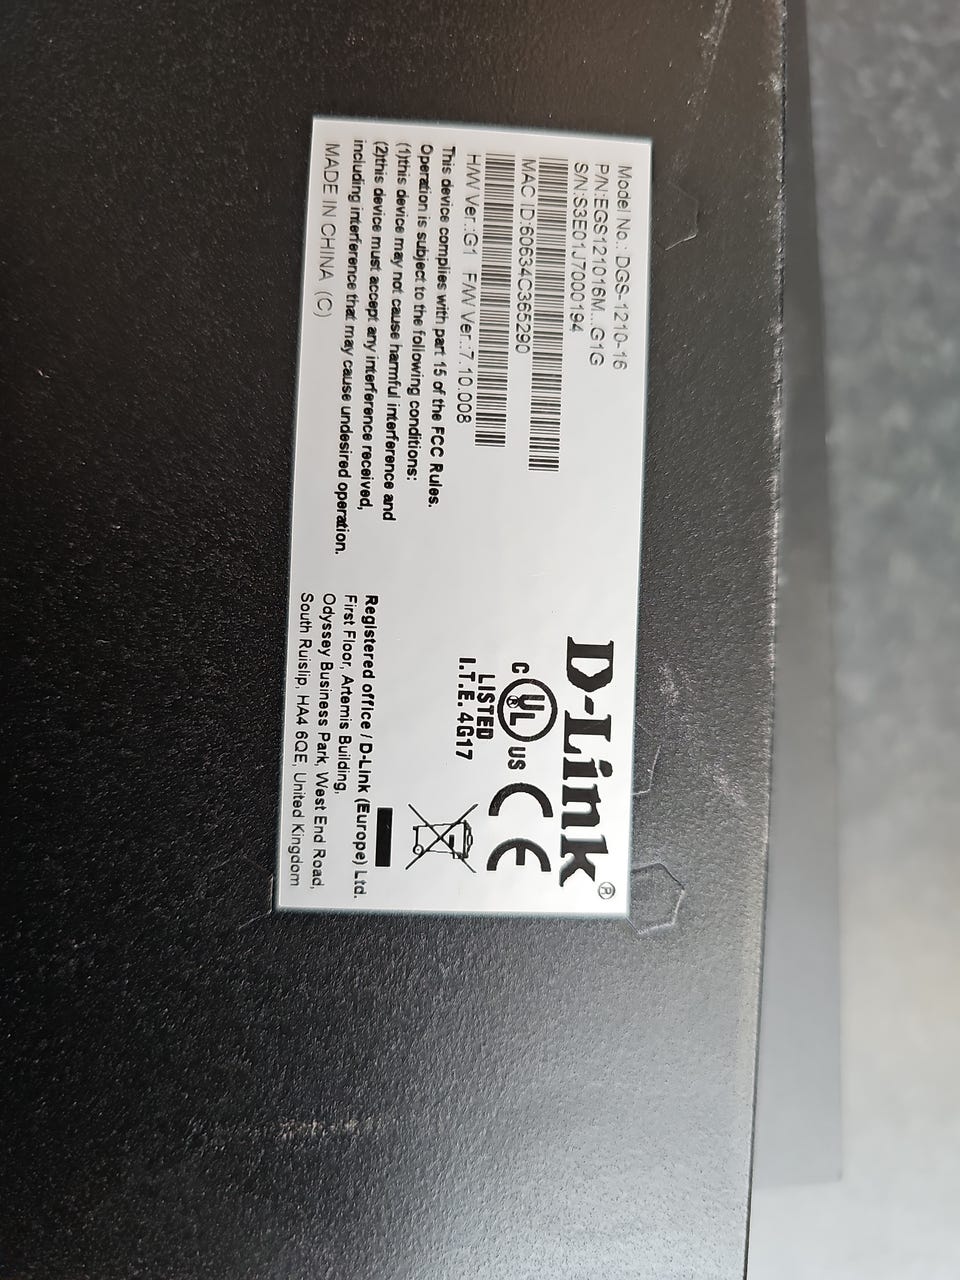 Model No.: DGS-1210-16
P/N:EGS121016M..G1G
S/N:S3E01J7000194
MAC ID:60634C365290
H/W Ver.:G1 F/W Ver.:7.10.008
This device complies with part 15 of the FCC Rules.
Operation is subject to the following conditions:
(1)this device may not cause harmful interference and
(2)this device must accept any interference received,
including interference that may cause undesired operation.
MADE IN CHINA (C)
D-Link®
C UL® US
LISTED
I.T.E. 4G17
CE
Registered office / D-Link (Europe) Ltd.
First Floor, Artemis Building,
Odyssey Business Park, West End Road,
South Ruislip, HA4 6QE, United Kingdom